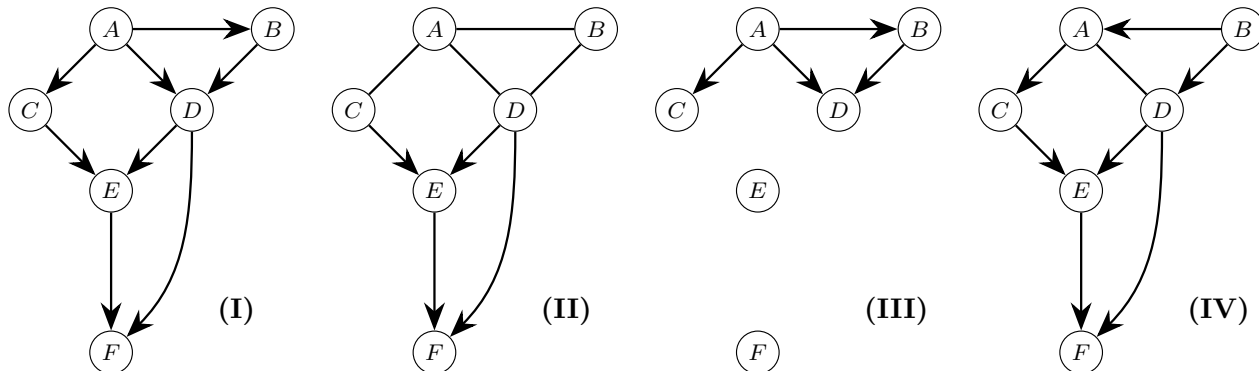 A B A B A B A B
C D C D C D C D
E E E E
(I) (II) (III) (IV)
F F F F